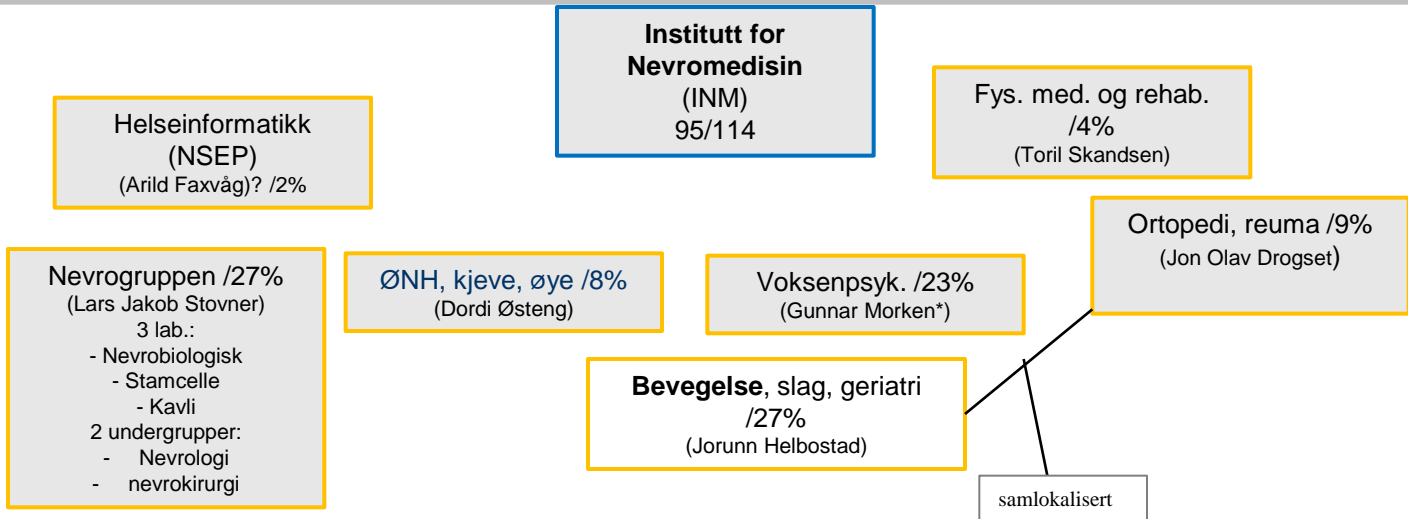 Institutt for
Nevromedisin
(INM)
95/114
Helseinformatikk
(NSEP)
(Arild Faxvåg)? /2%
Fys. med. og rehab.
/4%
(Toril Skandsen)
Ortopedi, reuma /9%
(Jon Olav Drogset)
Nevrogruppen /27%
(Lars Jakob Stovner)
3 lab.:
- Nevrobiologisk
- Stamcelle
- Kavli
2 undergrupper:
- Nevrologi
- nevrokirurgi
ØNH, kjeve, øye /8%
(Dordi Østeng)
Voksenpsyk. /23%
(Gunnar Morken*)
Bevegelse, slag, geriatri
/27%
(Jorunn Helbostad)
samlokalisert